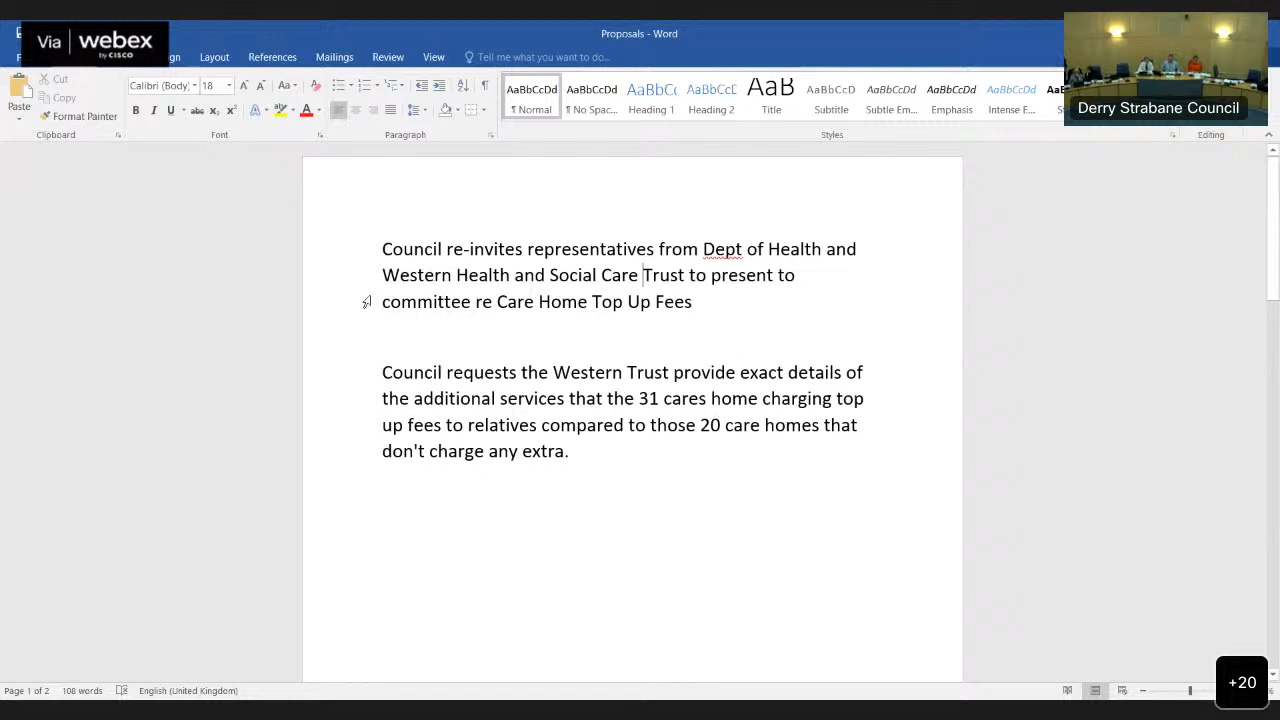 Via webex
by CISCO
Proposals - Word
Layout References Mailings Review View Tell me what you want to do...
Derry Strabane Council
Paste
Cut
Copy
Format Painter
Clipboard
Calibri (Body) 18
B I U abc X₂ X² A A
Font
Paragraph
AaBbCcDd AaBbCcDd AaBbCc AaBbCcC AaB AaBbCcD AaBbCcDd AaBbCcDd AaBbCcDd
¶ Normal ¶ No Spac... Heading 1 Heading 2 Title Subtitle Subtle Em... Emphasis Intense E...
Styles
Editing
Council re-invites representatives from Dept of Health and
Western Health and Social Care Trust to present to
committee re Care Home Top Up Fees
Council requests the Western Trust provide exact details of
the additional services that the 31 cares home charging top
up fees to relatives compared to those 20 care homes that
don't charge any extra.
Page 1 of 2 108 words English (United Kingdom)
+20